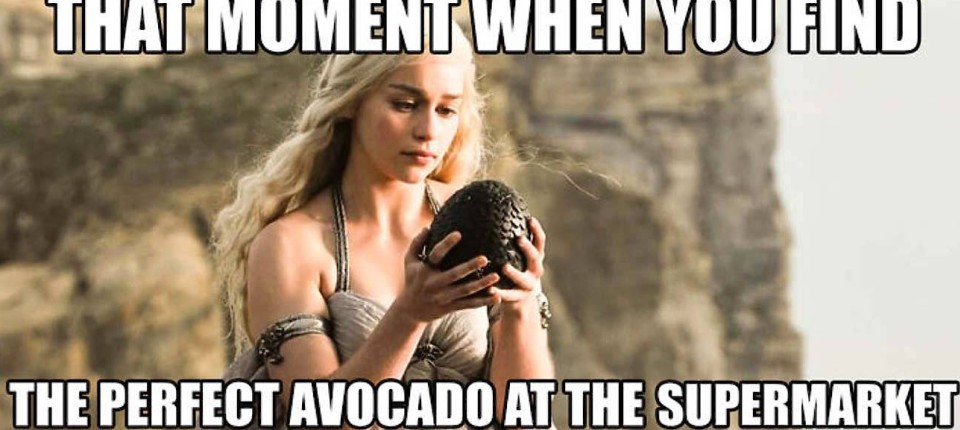 THAT MOMENT WHEN YOU FIND
THE PERFECT AVOCADO AT THE SUPERMARKET